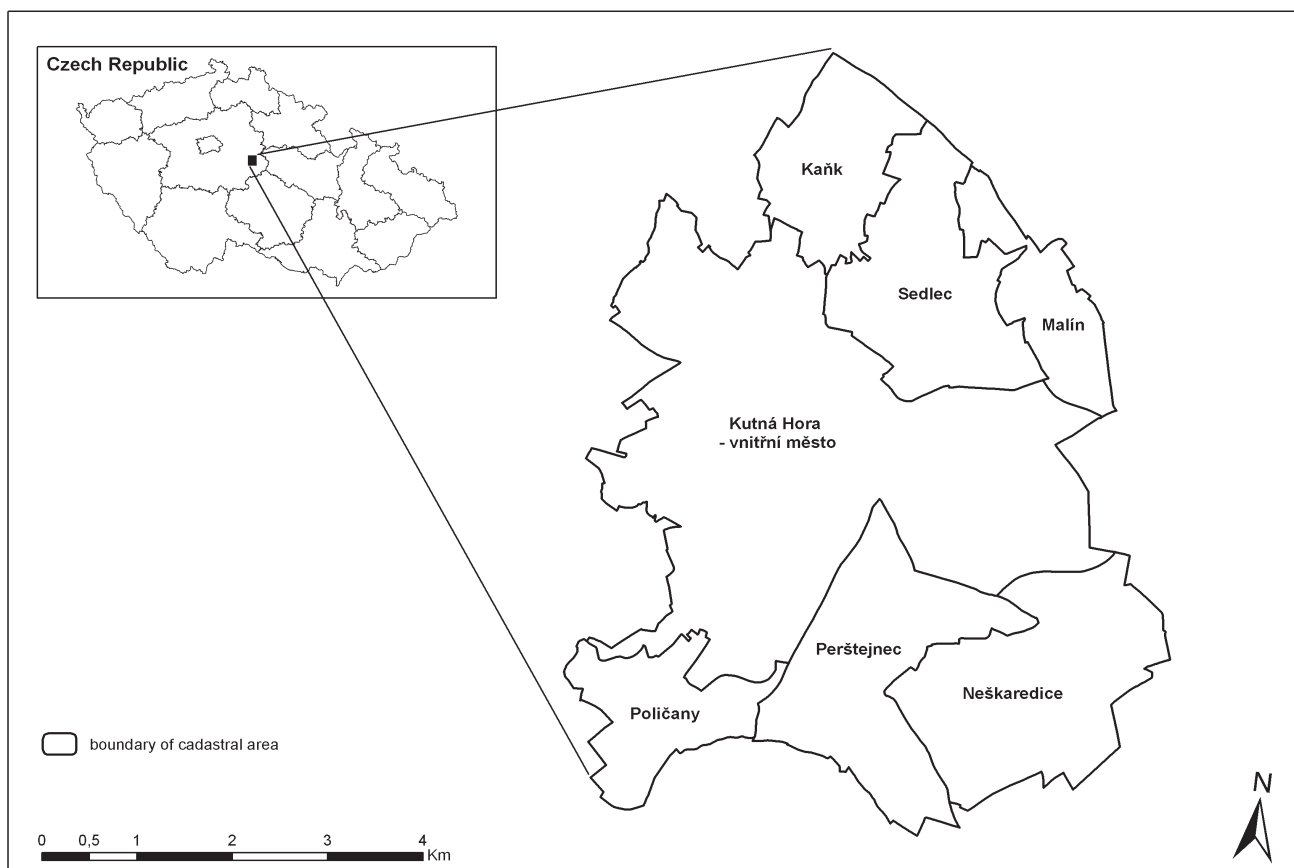 Czech Republic
Kaňk
Sedlec
Malín
Kutná Hora
- vnitřní město
Perštejnec
Neškaredice
Poličany
boundary of cadastral area
N
0 0,5 1 2 3 4
Km